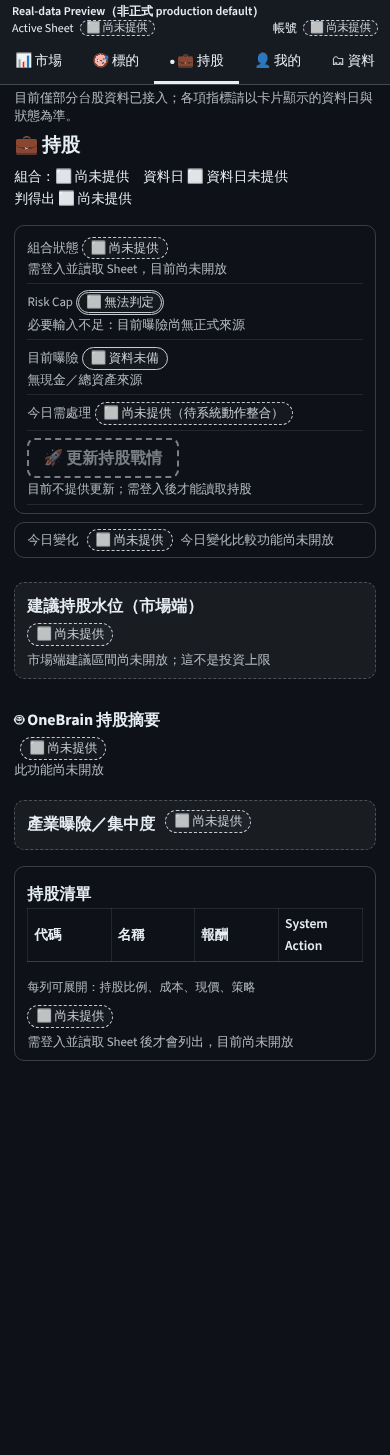 Real-data Preview（非正式 production default）
Active Sheet ⬜ 尚未提供 帳號 ⬜ 尚未提供
📊 市場 🎯 標的 ●💼 持股 👤 我的 🗂 資料
目前僅部分台股資料已接入；各項指標請以卡片顯示的資料日與
狀態為準。
💼 持股
組合：⬜ 尚未提供 資料日 ⬜ 資料日未提供
判得出 ⬜ 尚未提供
組合狀態 ⬜ 尚未提供
需登入並讀取 Sheet，目前尚未開放
Risk Cap ⬜ 無法判定
必要輸入不足：目前曝險尚無正式來源
目前曝險 ⬜ 資料未備
無現金／總資產來源
今日需處理 ⬜ 尚未提供（待系統動作整合）
🚀 更新持股戰情
目前不提供更新；需登入後才能讀取持股
今日變化 ⬜ 尚未提供 今日變化比較功能尚未開放
建議持股水位（市場端）
⬜ 尚未提供
市場端建議區間尚未開放；這不是投資上限
OneBrain 持股摘要
⬜ 尚未提供
此功能尚未開放
產業曝險／集中度 ⬜ 尚未提供
持股清單
代碼 名稱 報酬 System
Action
每列可展開：持股比例、成本、現價、策略
⬜ 尚未提供
需登入並讀取 Sheet 後才會列出，目前尚未開放